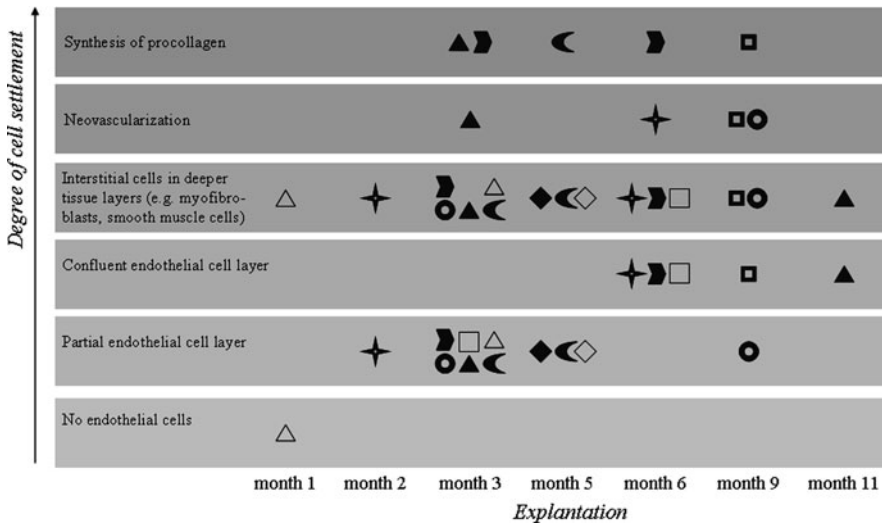 Degree of cell settlement
Synthesis of procollagen
Neovascularization
Interstitial cells in deeper
tissue layers (e.g. myofibro-
blasts, smooth muscle cells)
Confluent endothelial cell layer
Partial endothelial cell layer
No endothelial cells
month 1 month 2 month 3 month 5 month 6 month 9 month 11
Explantation